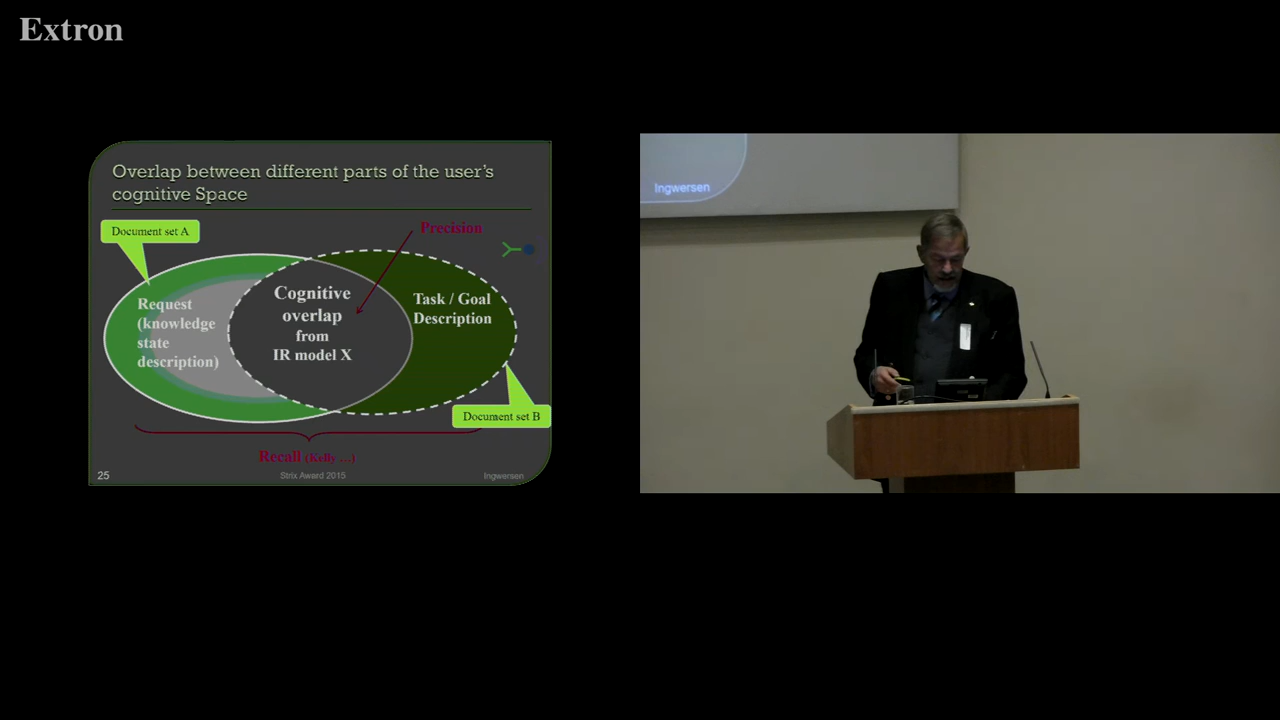 Extron
Overlap between different parts of the user's
cognitive Space
Document set A
Precision
Request
(knowledge
state
description)
Cognitive
overlap
from
IR model X
Task / Goal
Description
Document set B
Recall (Kelly ...)
25
Strix Award 2015
Ingwersen
Ingwersen